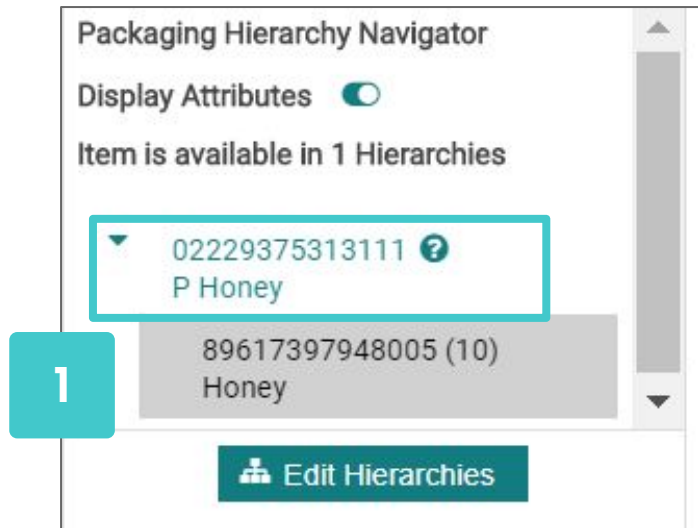 Packaging Hierarchy Navigator
Display Attributes
Item is available in 1 Hierarchies
02229375313111 ?
P Honey
89617397948005 (10)
Honey
1
Edit Hierarchies